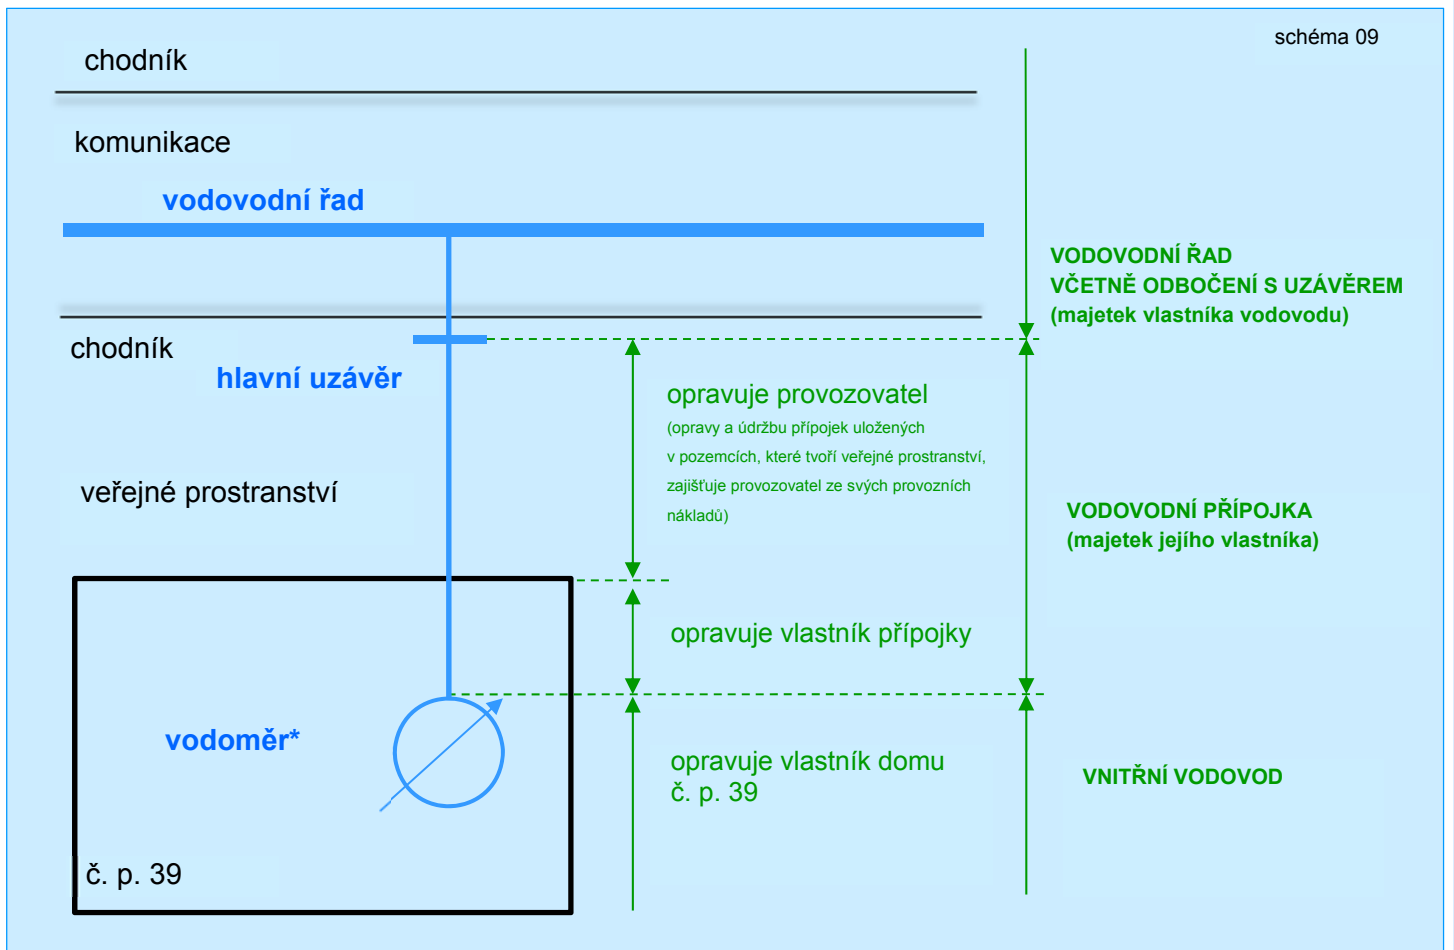 schéma 09
chodník
komunikace
vodovodní řad
VODOVODNÍ ŘAD
VČETNĚ ODBOČENÍ S UZÁVĚREM
(majetek vlastníka vodovodu)
chodník
hlavní uzávěr
opravuje provozovatel
(opravy a údržbu přípojek uložených
v pozemcích, které tvoří veřejné prostranství,
zajišťuje provozovatel ze svých provozních
nákladů)
veřejné prostranství
VODOVODNÍ PŘÍPOJKA
(majetek jejího vlastníka)
opravuje vlastník přípojky
vodoměr*
opravuje vlastník domu
č. p. 39
VNITŘNÍ VODOVOD
č. p. 39